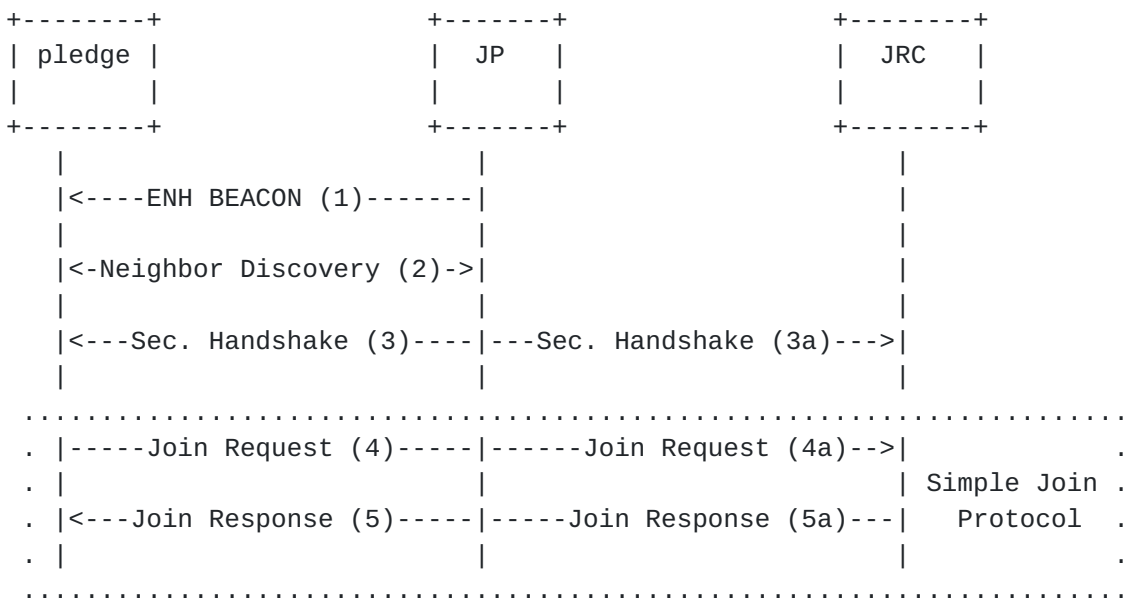 +--------+                 +-------+                 +--------+
| pledge |                 |  JP   |                 |  JRC   |
|        |                 |       |                 |        |
+--------+                 +-------+                 +--------+
   |                          |                          |
   |<----ENH BEACON (1)-------|                          |
   |                          |                          |
   |<-Neighbor Discovery (2)->|                          |
   |                          |                          |
   |<---Sec. Handshake (3)----|---Sec. Handshake (3a)--->|
   |                          |                          |
 .......................................................................
 . |-----Join Request (4)-----|------Join Request (4a)-->|             .
 . |                          |                          | Simple Join .
 . |<---Join Response (5)-----|-----Join Response (5a)---|   Protocol  .
 . |                          |                          |             .
 .......................................................................